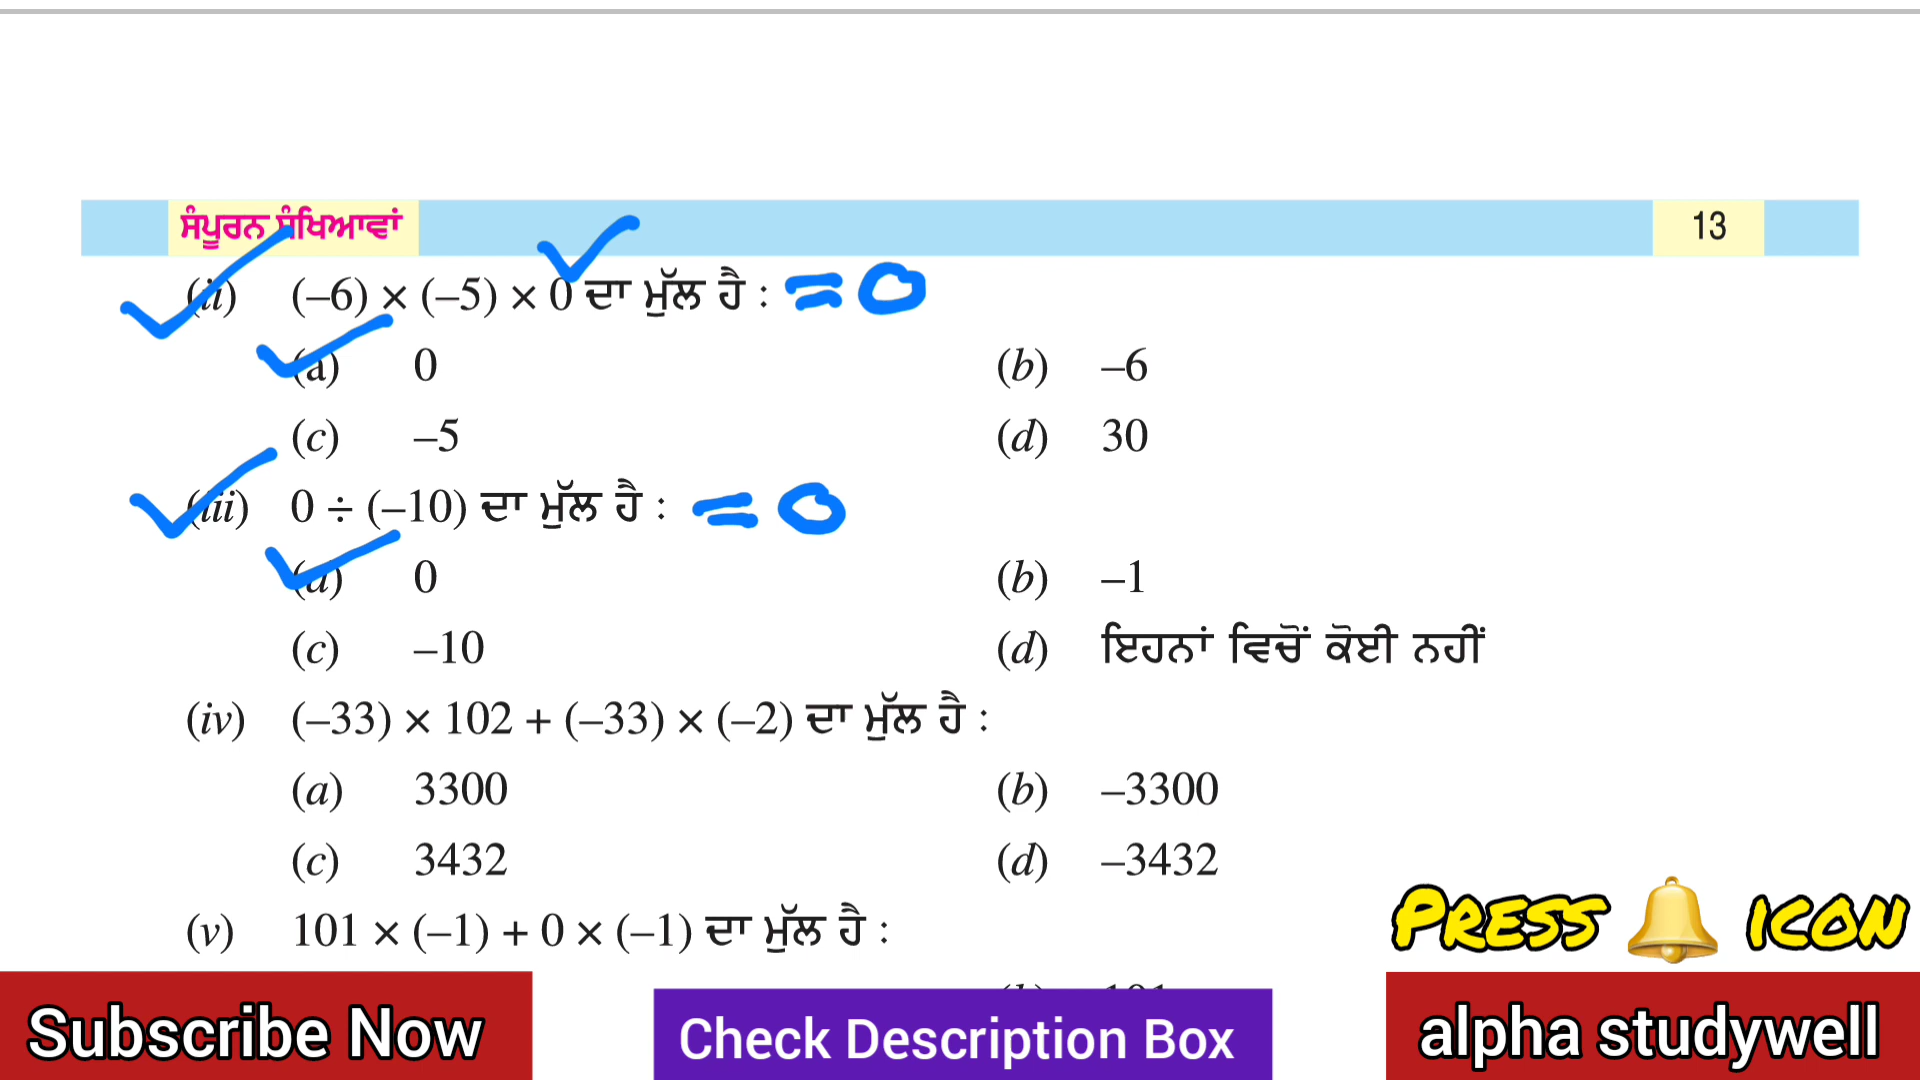 ਸੰਪੂਰਨ ਸੰਖਿਆਵਾਂ 13
(ii) (–6) × (–5) × 0 ਦਾ ਮੁੱਲ ਹੈ : = 0
(a) 0 (b) –6
(c) –5 (d) 30
(iii) 0 ÷ (–10) ਦਾ ਮੁੱਲ ਹੈ : = 0
(a) 0 (b) –1
(c) –10 (d) ਇਹਨਾਂ ਵਿਚੋਂ ਕੋਈ ਨਹੀਂ
(iv) (–33) × 102 + (–33) × (–2) ਦਾ ਮੁੱਲ ਹੈ :
(a) 3300 (b) –3300
(c) 3432 (d) –3432
(v) 101 × (–1) + 0 × (–1) ਦਾ ਮੁੱਲ ਹੈ :
PRESS 🔔 ICON
Subscribe Now
Check Description Box
alpha studywell